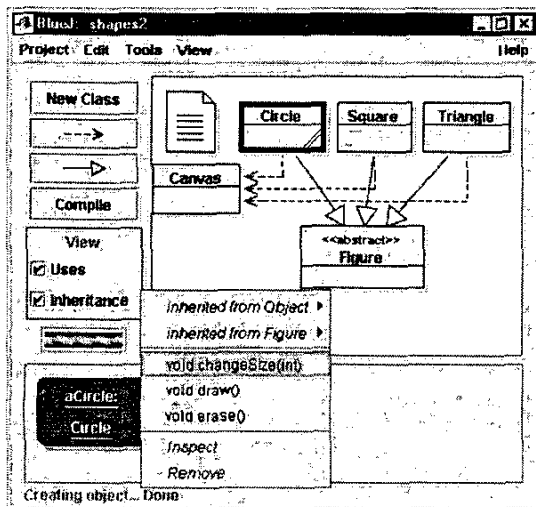 BlueJ: shapes2
Project Edit Tools View Help
New Class
Compile
View
Uses
Inheritance
Circle
Square
Triangle
Canvas
<<abstract>>
Figure
inherited from Object
inherited from Figure
void changeSize(int)
void draw()
void erase()
Inspect
Remove
aCircle:
Circle
Creating object... Done